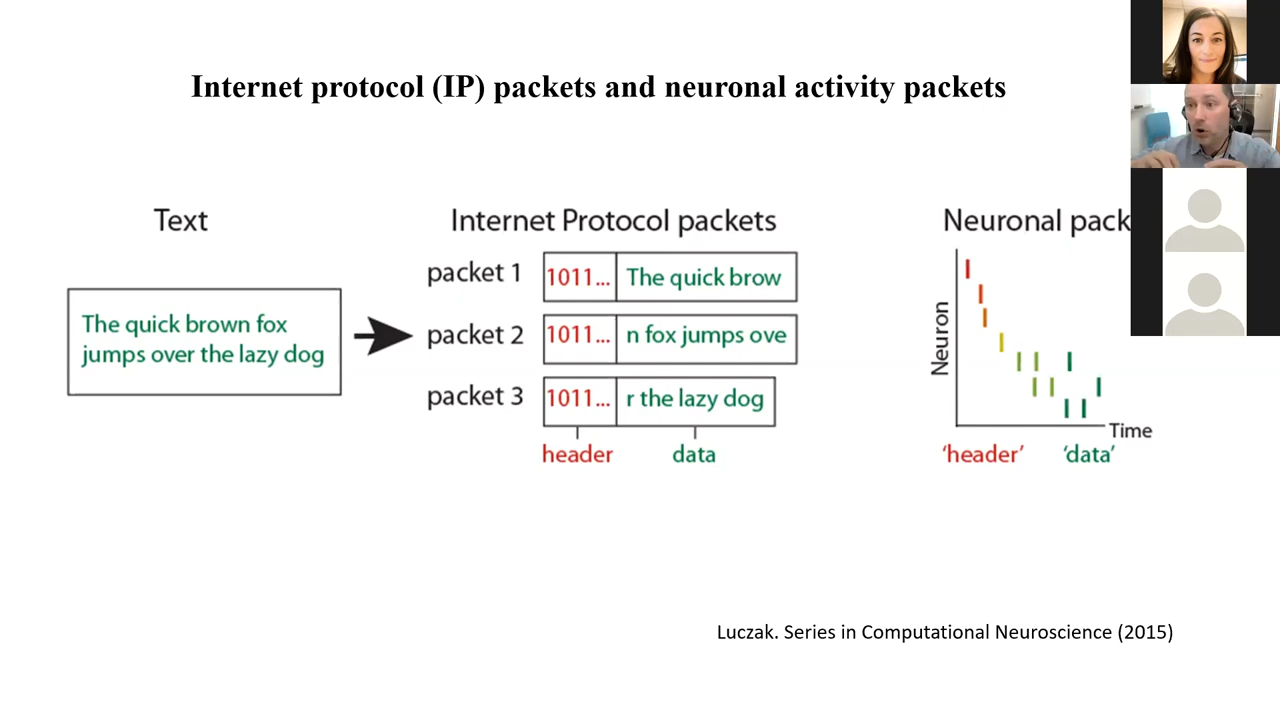 Internet protocol (IP) packets and neuronal activity packets
Text
The quick brown fox
jumps over the lazy dog
Internet Protocol packets
packet 1
1011... The quick brow
packet 2
1011... n fox jumps ove
packet 3
1011... r the lazy dog
header
data
Neuronal pack
Neuron
Time
‘header’
‘data’
Luczak. Series in Computational Neuroscience (2015)